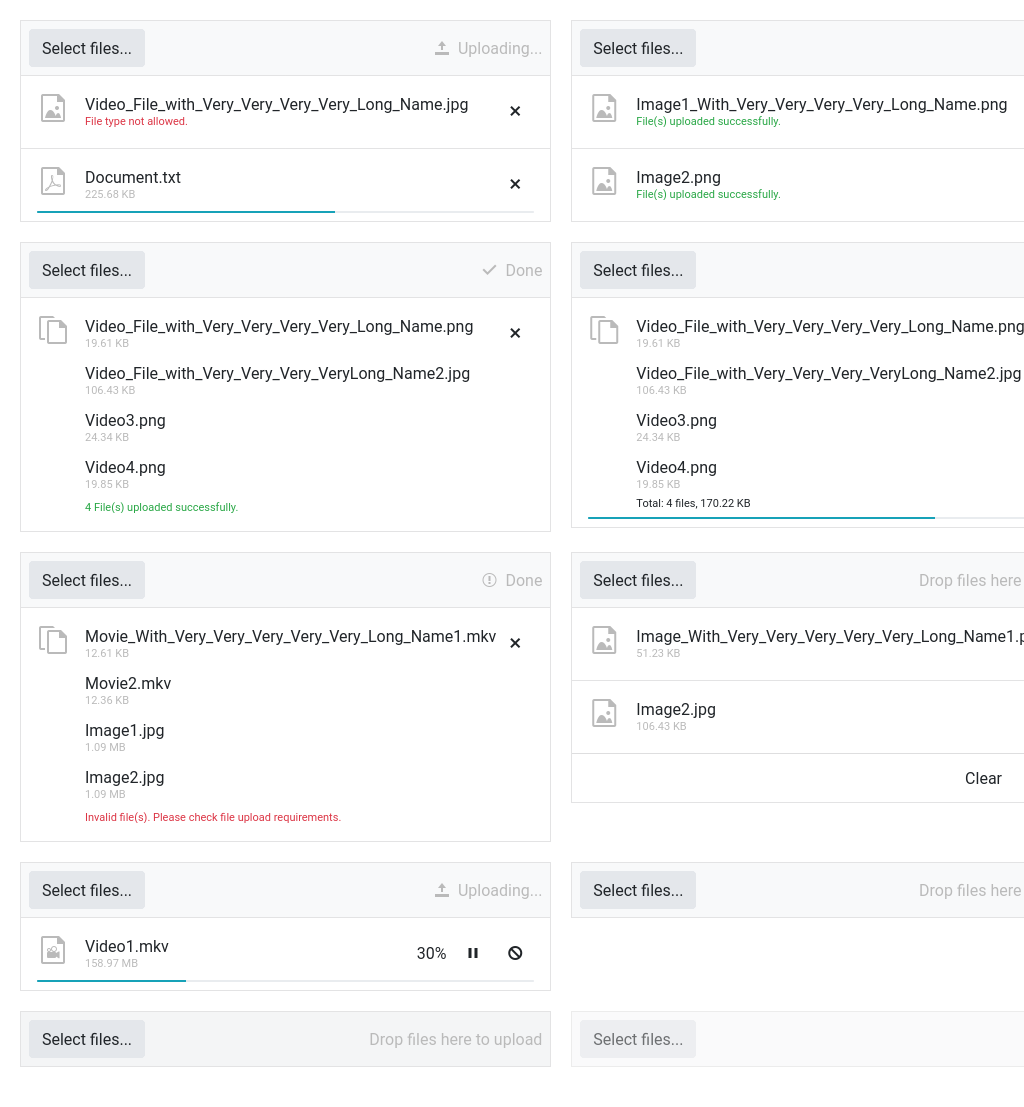 Select files...
Uploading...
Video_File_with_Very_Very_Very_Very_Long_Name.jpg
File type not allowed.
Document.txt
225.68 KB
Select files...
Image1_With_Very_Very_Very_Very_Long_Name.png
File(s) uploaded successfully.
Image2.png
File(s) uploaded successfully.
Select files...
Done
Video_File_with_Very_Very_Very_Very_Long_Name.png
19.61 KB
Video_File_with_Very_Very_Very_VeryLong_Name2.jpg
106.43 KB
Video3.png
24.34 KB
Video4.png
19.85 KB
4 File(s) uploaded successfully.
Select files...
Video_File_with_Very_Very_Very_Very_Long_Name.png
19.61 KB
Video_File_with_Very_Very_Very_VeryLong_Name2.jpg
106.43 KB
Video3.png
24.34 KB
Video4.png
19.85 KB
Total: 4 files, 170.22 KB
Select files...
Done
Movie_With_Very_Very_Very_Very_Very_Long_Name1.mkv
12.61 KB
Movie2.mkv
12.36 KB
Image1.jpg
1.09 MB
Image2.jpg
1.09 MB
Invalid file(s). Please check file upload requirements.
Select files...
Drop files here
Image_With_Very_Very_Very_Very_Very_Long_Name1.p
51.23 KB
Image2.jpg
106.43 KB
Clear
Select files...
Uploading...
Video1.mkv
158.97 MB
30%
Select files...
Drop files here
Select files...
Drop files here to upload
Select files...